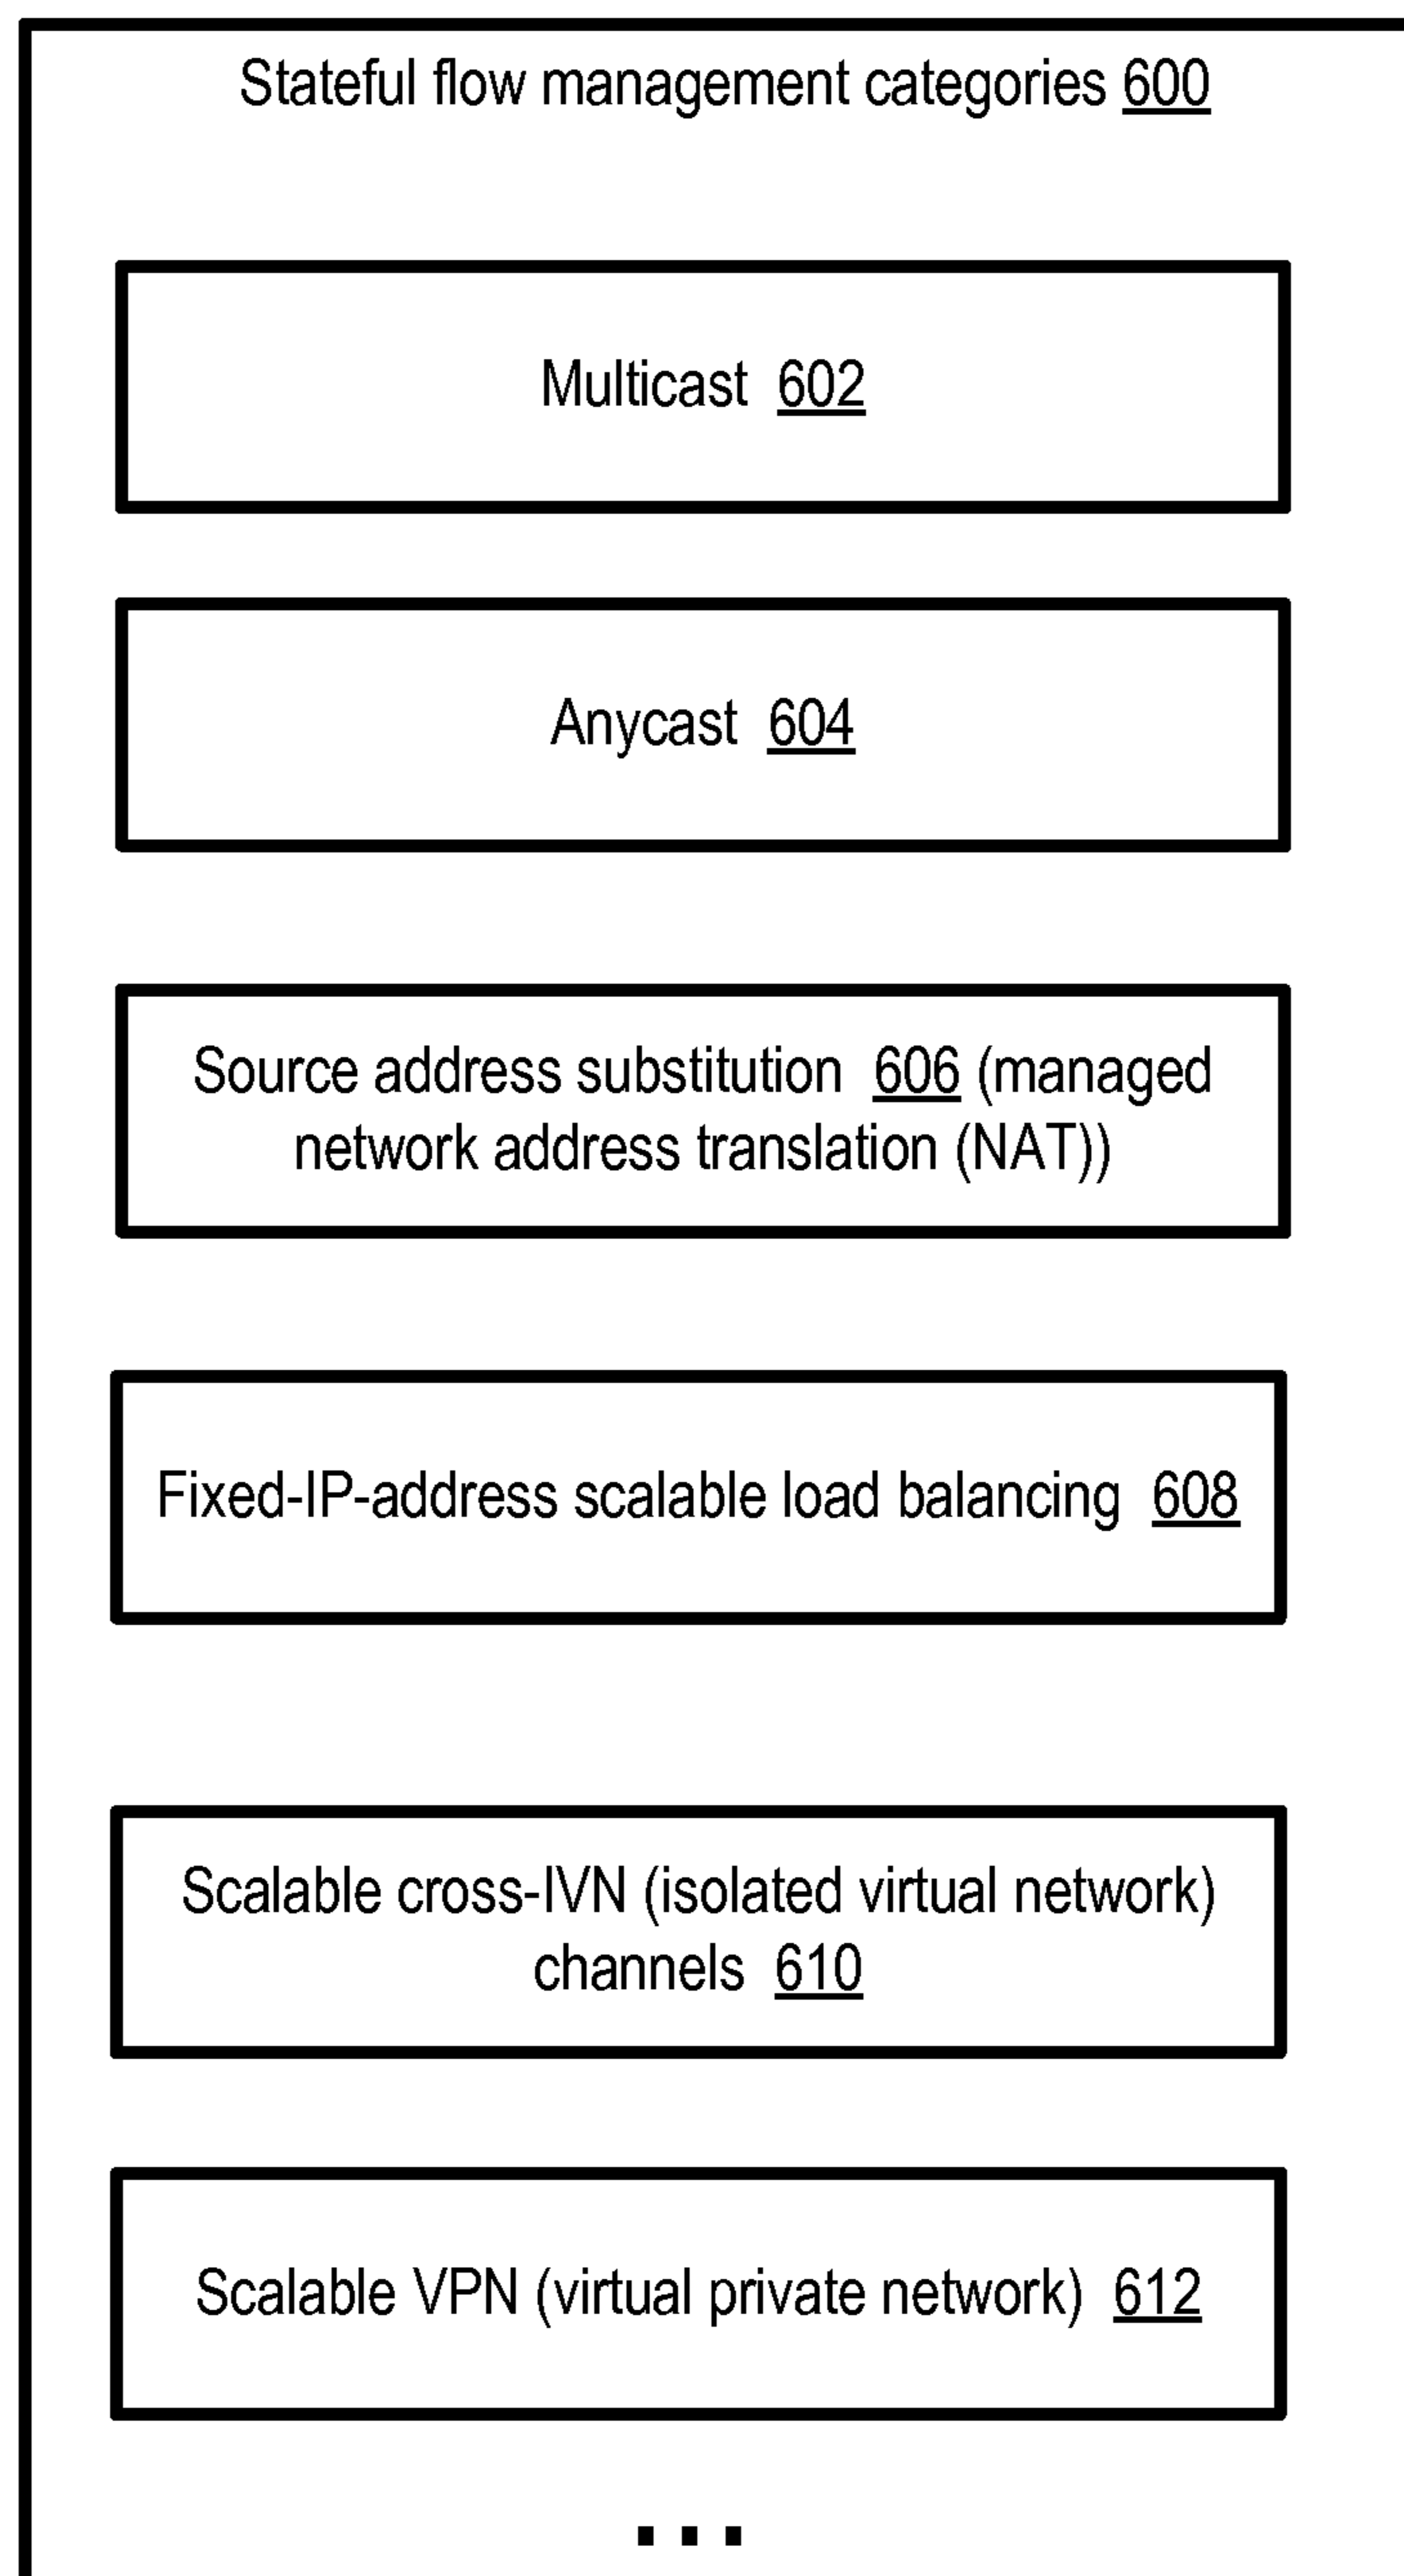 Stateful flow management categories 600
Multicast 602
Anycast 604
Source address substitution 606 (managed
network address translation (NAT))
Fixed-IP-address scalable load balancing 608
Scalable cross-IVN (isolated virtual network)
channels 610
Scalable VPN (virtual private network) 612
...